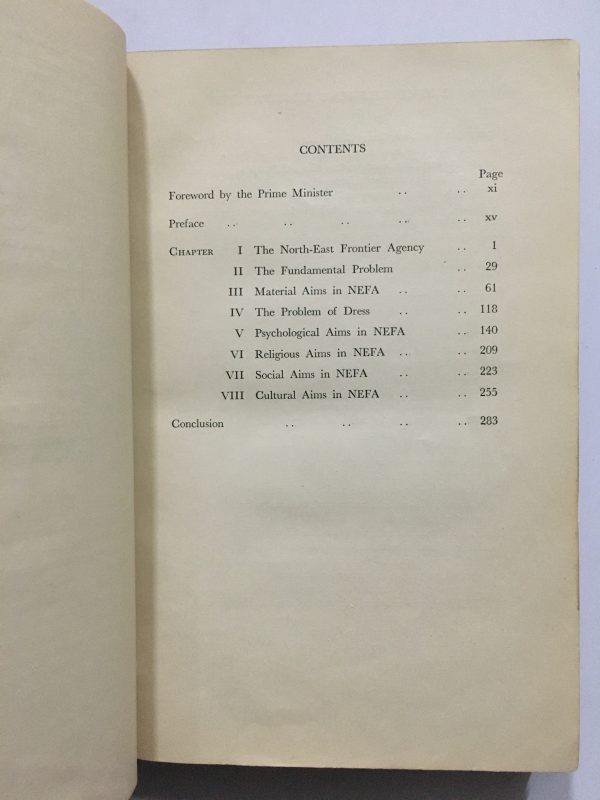 CONTENTS
Page
Foreword by the Prime Minister .. .. xi
Preface .. .. .. .. .. xv
CHAPTER I The North-East Frontier Agency .. 1
II The Fundamental Problem .. 29
III Material Aims in NEFA .. .. 61
IV The Problem of Dress .. .. 118
V Psychological Aims in NEFA .. 140
VI Religious Aims in NEFA .. .. 209
VII Social Aims in NEFA .. .. 223
VIII Cultural Aims in NEFA .. .. 255
Conclusion .. .. .. .. 283